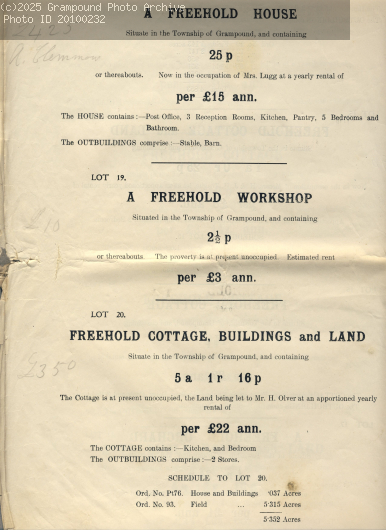 (c)2025 Grampound Photo Archive
Photo ID 20100232
A FREEHOLD HOUSE
Situate in the Township of Grampound, and containing
25 p
or thereabouts. Now in the occupation of Mrs. Lugg at a yearly rental of
per £15 ann.
The HOUSE contains :—Post Office, 3 Reception Rooms, Kitchen, Pantry, 5 Bedrooms and
Bathroom.
The OUTBUILDINGS comprise :—Stable, Barn.
LOT 19.
A FREEHOLD WORKSHOP
Situated in the Township of Grampound, and containing
2½ p
or thereabouts The property is at present unoccupied Estimated rent
per £3 ann.
LOT 20.
FREEHOLD COTTAGE, BUILDINGS and LAND
Situate in the Township of Grampound, and containing
5 a 1 r 16 p
£350
The Cottage is at present unoccupied, the Land being let to Mr. H. Olver at an apportioned yearly
rental of
per £22 ann.
The COTTAGE contains :—Kitchen, and Bedroom
The OUTBUILDINGS comprise :—2 Stores.
SCHEDULE TO LOT 20.
Ord. No. Pt76. House and Buildings ·037 Acres
Ord. No. 93. Field ... 5·315 Acres
5·352 Acres